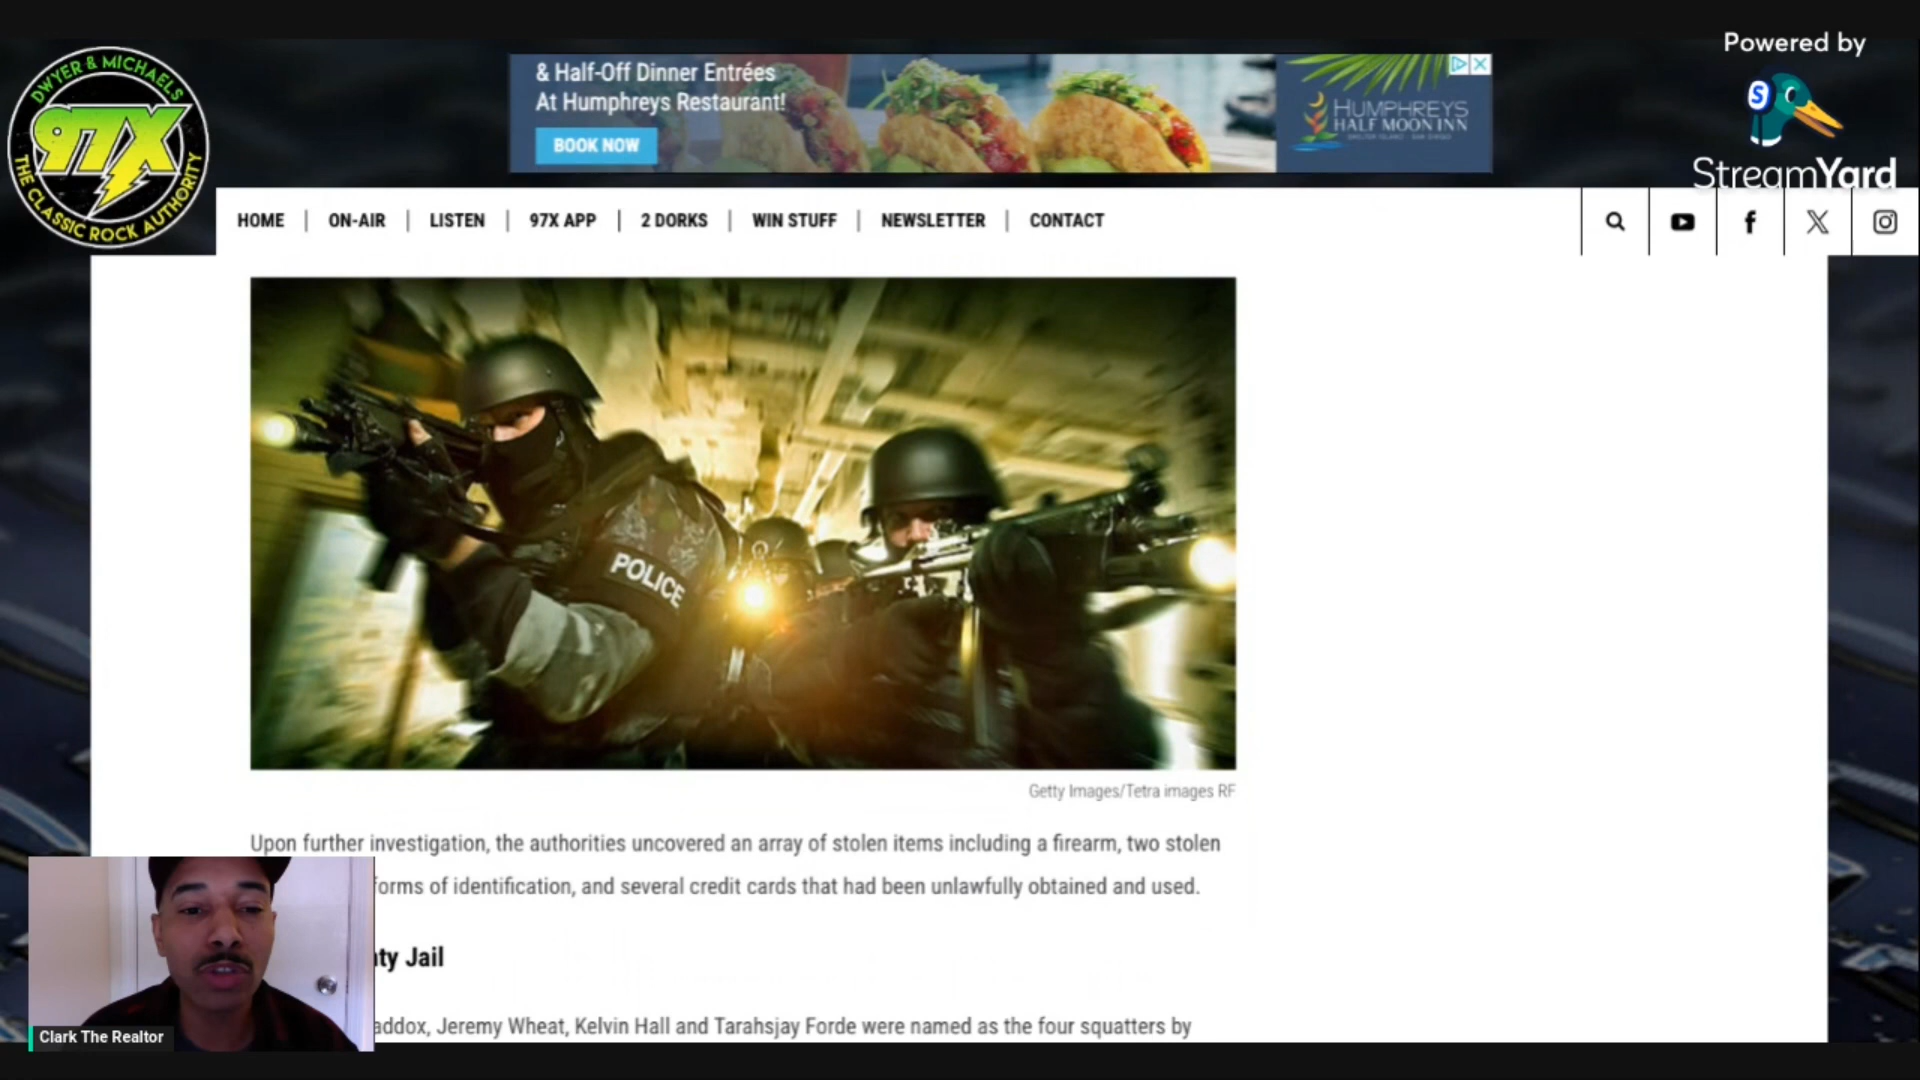 Powered by
StreamYard
DWYER & MICHAELS
97X
THE CLASSIC ROCK AUTHORITY
& Half-Off Dinner Entrées
At Humphreys Restaurant!
BOOK NOW
HUMPHREYS
HALF MOON INN
HOME | ON-AIR | LISTEN | 97X APP | 2 DORKS | WIN STUFF | NEWSLETTER | CONTACT
POLICE
Getty Images/Tetra images RF
Upon further investigation, the authorities uncovered an array of stolen items including a firearm, two stolen
forms of identification, and several credit cards that had been unlawfully obtained and used.
nty Jail
addox, Jeremy Wheat, Kelvin Hall and Tarahsjay Forde were named as the four squatters by
Clark The Realtor